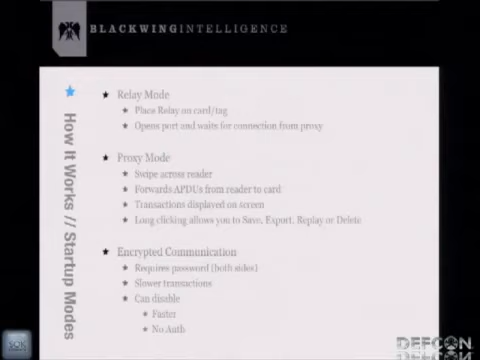 BLACKWINGINTELLIGENCE
How It Works // Startup Modes
Relay Mode
Place Relay on card/tag
Opens port and waits for connection from proxy
Proxy Mode
Swipe across reader
Forwards APDUs from reader to card
Transactions displayed on screen
Long clicking allows you to Save, Export, Replay or Delete
Encrypted Communication
Requires password (both sides)
Slower transactions
Can disable
Faster
No Auth
DEFCON